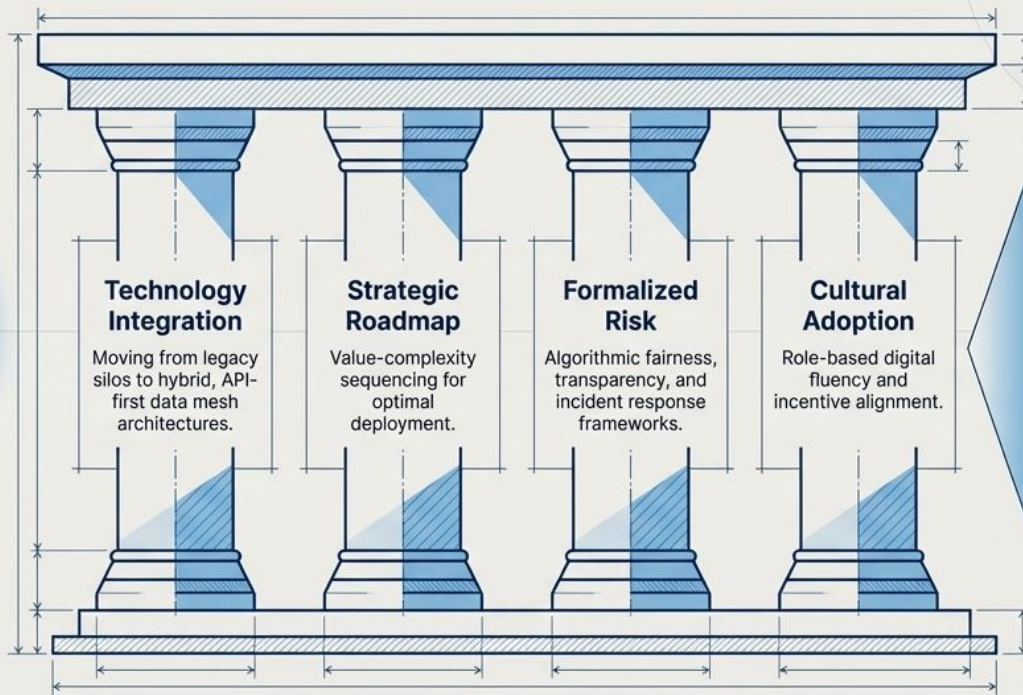 Technology
Integration
Moving from legacy
silos to hybrid, API-
first data mesh
architectures.
Strategic
Roadmap
Value-complexity
sequencing for
optimal
deployment.
Formalized
Risk
Algorithmic fairness,
transparency, and
incident response
frameworks.
Cultural
Adoption
Role-based digital
fluency and
incentive alignment.